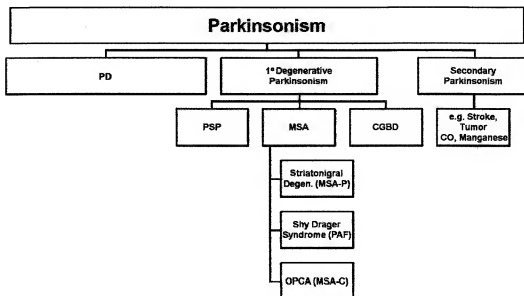 Parkinsonism
PD
1° Degenerative
Parkinsonism
Secondary
Parkinsonism
PSP
MSA
CGBD
e.g. Stroke,
Tumor
CO, Manganese
Striatonigral
Degen. (MSA-P)
Shy Drager
Syndrome (PAF)
OPCA (MSA-C)